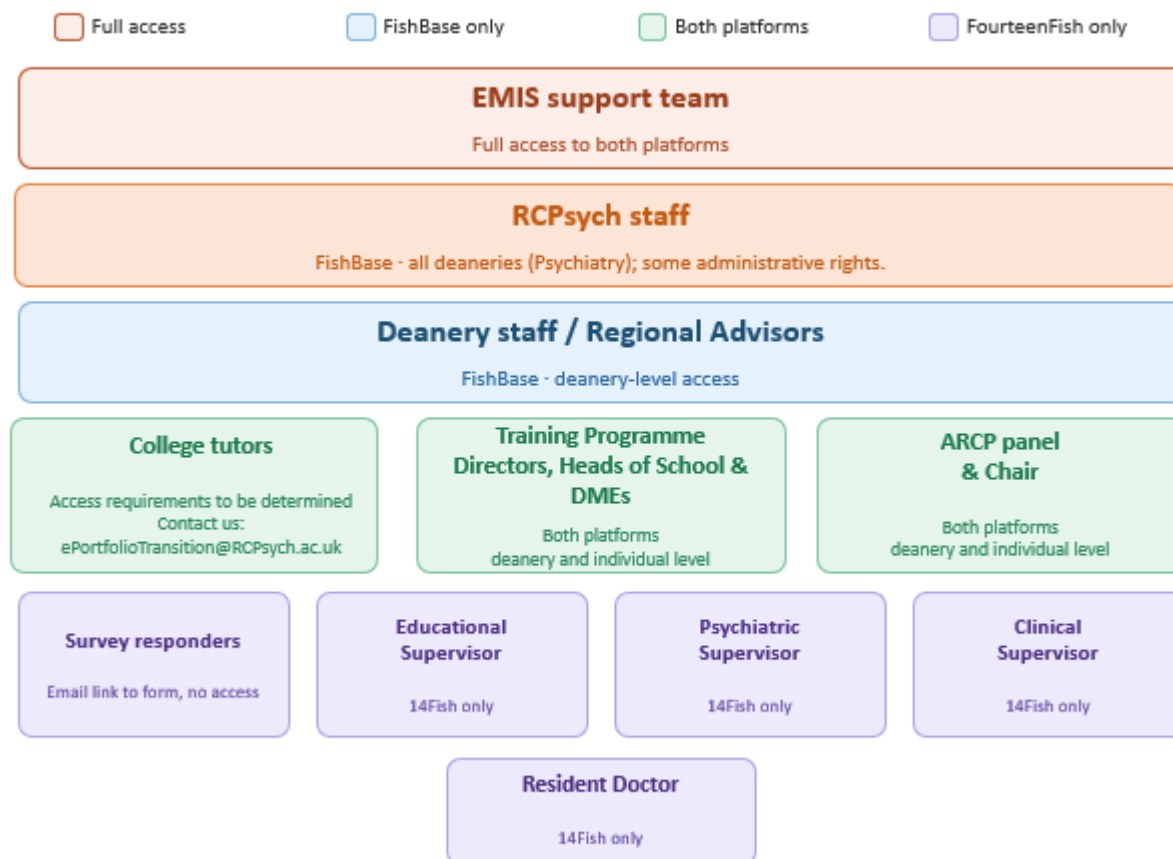 Full access
FishBase only
Both platforms
FourteenFish only
EMIS support team
Full access to both platforms
RCPsych staff
FishBase · all deaneries (Psychiatry); some administrative rights.
Deanery staff / Regional Advisors
FishBase · deanery-level access
College tutors
Access requirements to be determined
Contact us:
ePortfolioTransition@RCPsych.ac.uk
Training Programme
Directors, Heads of School &
DMEs
Both platforms
deanery and individual level
ARCP panel
& Chair
Both platforms
deanery and individual level
Survey responders
Email link to form, no access
Educational
Supervisor
14Fish only
Psychiatric
Supervisor
14Fish only
Clinical
Supervisor
14Fish only
Resident Doctor
14Fish only